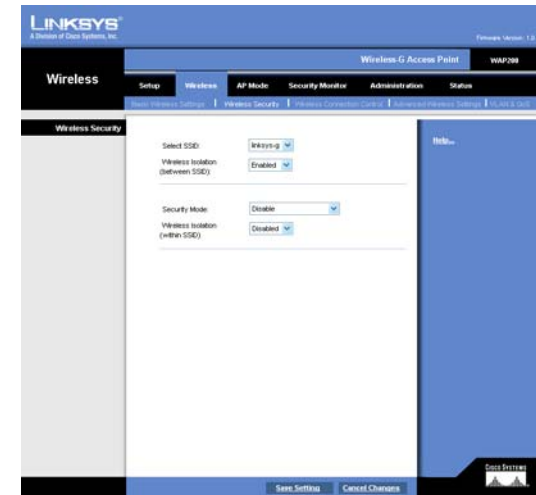 LINKSYS®
A Division of Cisco Systems, Inc.
Firmware Version: 1.0
Wireless-G Access Point WAP200
Wireless
Setup Wireless AP Mode Security Monitor Administration Status
Basic Wireless Settings | Wireless Security | Wireless Connection Control | Advanced Wireless Settings | VLAN & QoS
Wireless Security
Help...
Select SSID: linksys-g
Wireless Isolation Enabled
(between SSID):
Security Mode: Disable
Wireless Isolation Disabled
(within SSID):
CISCO SYSTEMS
Save Setting Cancel Changes